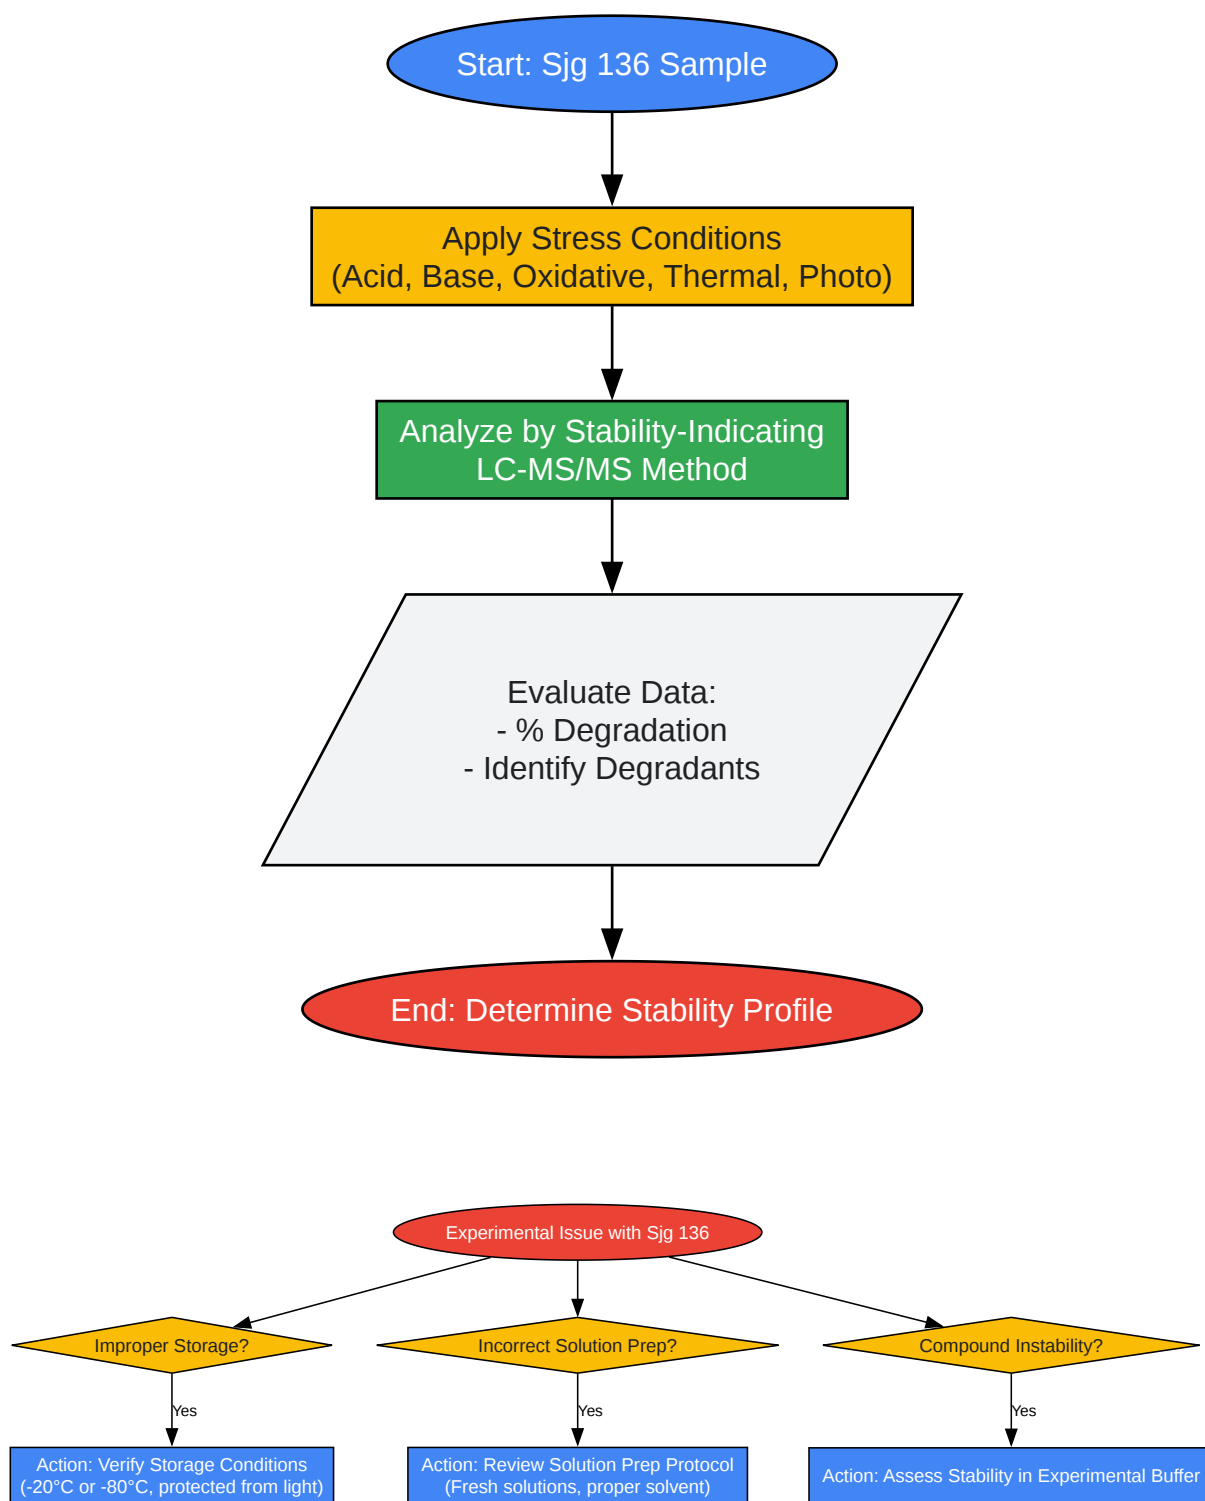 Start: Sjg 136 Sample
Apply Stress Conditions
(Acid, Base, Oxidative, Thermal, Photo)
Analyze by Stability-Indicating
LC-MS/MS Method
Evaluate Data:
- % Degradation
- Identify Degradants
End: Determine Stability Profile
Experimental Issue with Sjg 136
Improper Storage?
Incorrect Solution Prep?
Compound Instability?
Yes
Yes
Yes
Action: Verify Storage Conditions
(-20°C or -80°C, protected from light)
Action: Review Solution Prep Protocol
(Fresh solutions, proper solvent)
Action: Assess Stability in Experimental Buffer